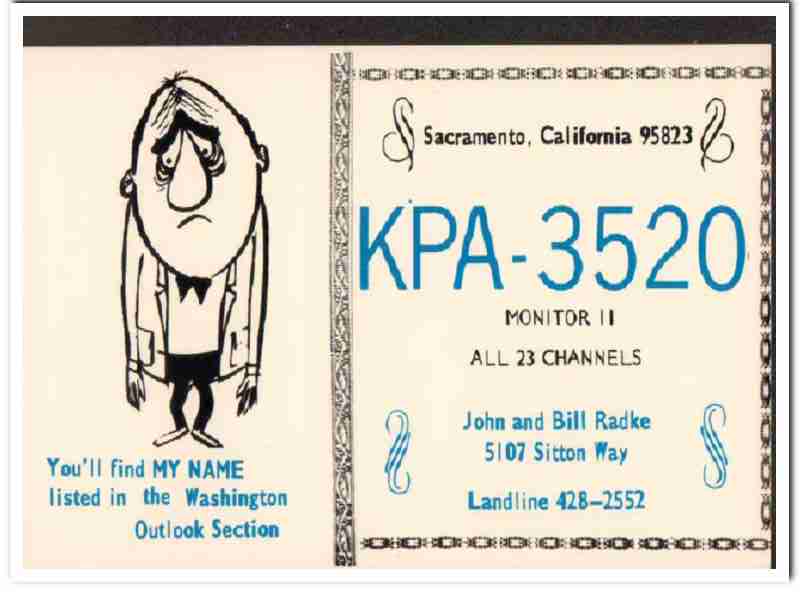 You'll find MY NAME
listed in the Washington
Outlook Section
Sacramento, California 95823
KPA-3520
MONITOR 11
ALL 23 CHANNELS
John and Bill Radke
5107 Sitton Way
Landline 428-2552